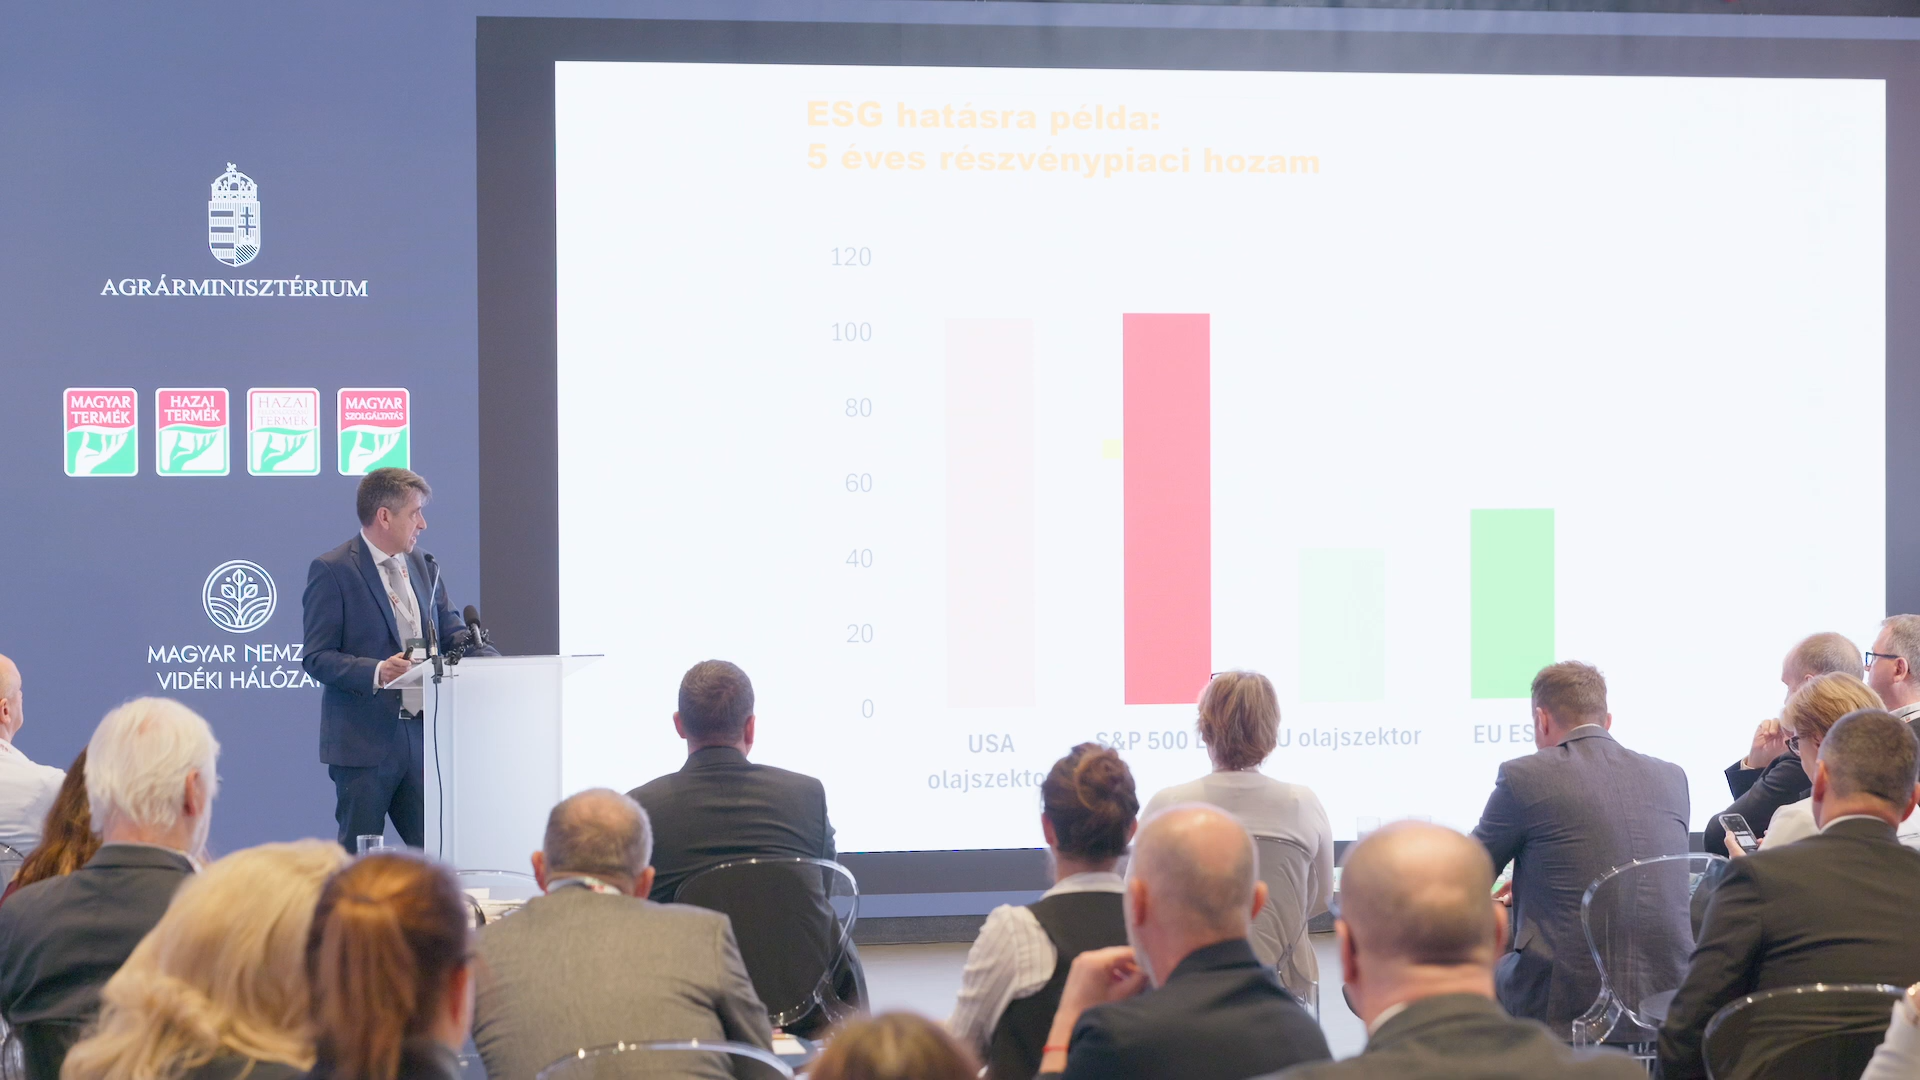 AGRÁRMINISZTÉRIUM
MAGYAR
TERMÉK
HAZAI
TERMÉK
HAZAI
TERMÉK
MAGYAR
SZOLGÁLTATÁS
MAGYAR NEMZ
VIDÉKI HÁLÓZA
ESG hatásra példa:
5 éves részvénypiaci hozam
120
100
80
60
40
20
0
USA
olajszekto
S&P 500
U olajszektor
EU ES